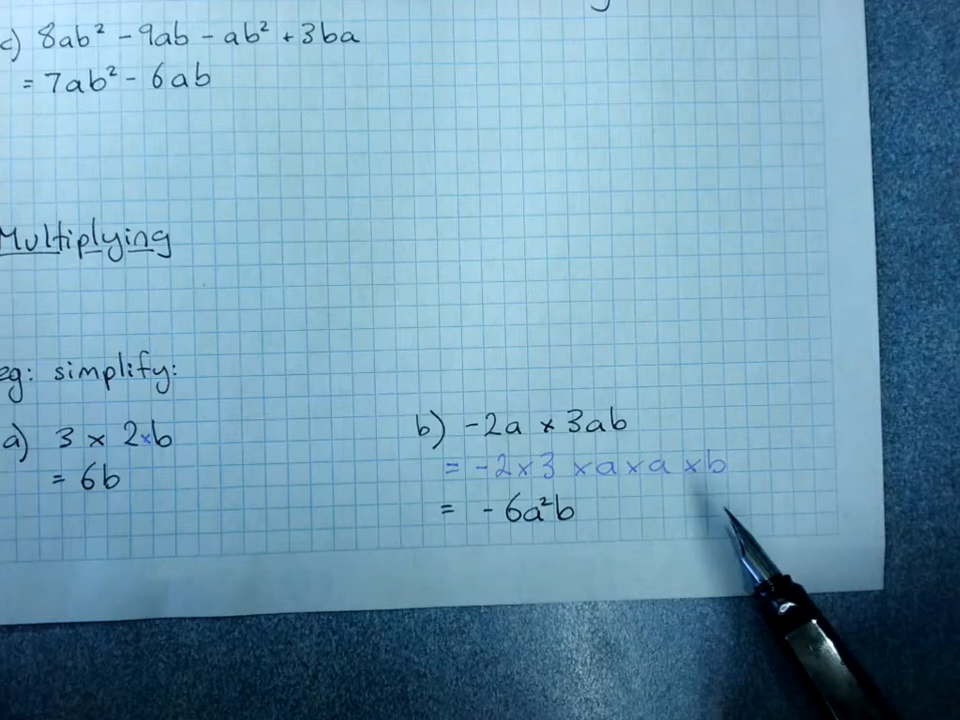 c) 8ab² - 9ab - ab² + 3ba
= 7ab² - 6ab
Multiplying
eg: simplify:
a) 3 × 2×b
= 6b
b) -2a × 3ab
= -2×3 ×a×a×b
= -6a²b